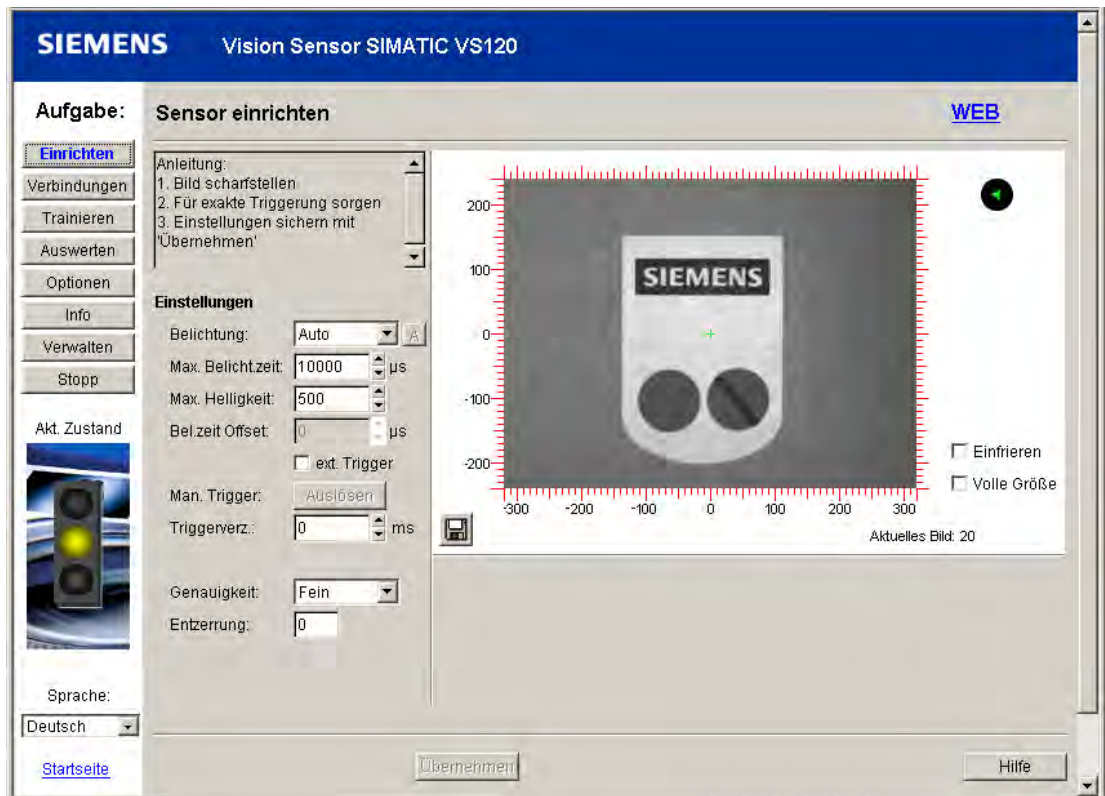 SIEMENS Vision Sensor SIMATIC VS120
Aufgabe:
Sensor einrichten
WEB
Einrichten
Verbindungen
Trainieren
Auswerten
Optionen
Info
Verwalten
Stopp
Akt. Zustand
Sprache:
Deutsch
Startseite
Anleitung:
1. Bild scharfstellen
2. Für exakte Triggerung sorgen
3. Einstellungen sichern mit
'Übernehmen'
Einstellungen
Belichtung: Auto A
Max. Belicht.zeit: 10000 µs
Max. Helligkeit: 500
Bel.zeit Offset: 0 µs
ext. Trigger
Man. Trigger: Auslösen
Triggerverz.: 0 ms
Genauigkeit: Fein
Entzerrung: 0
200
100
0
-100
-200
SIEMENS
-300 -200 -100 0 100 200 300
Einfrieren
Volle Größe
Aktuelles Bild: 20
Übernehmen
Hilfe